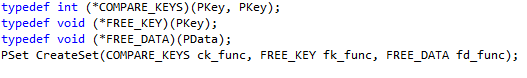 typedef int (*COMPARE_KEYS)(PKey, PKey);
typedef void (*FREE_KEY)(PKey);
typedef void (*FREE_DATA)(PData);
PSet CreateSet(COMPARE_KEYS ck_func, FREE_KEY fk_func, FREE_DATA fd_func);